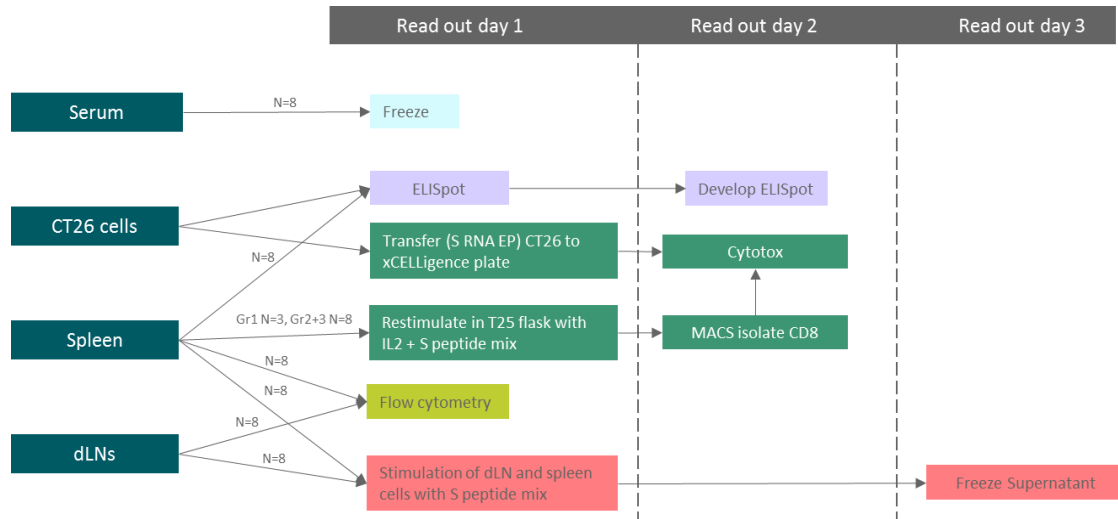 Read out day 1
Read out day 2
Read out day 3
Serum
N=8
Freeze
ELISpot
Develop ELISpot
CT26 cells
Transfer (S RNA EP) CT26 to
xCELLigence plate
Cytotox
N=8
Gr1 N=3, Gr2+3 N=8
Spleen
Restimulate in T25 flask with
IL2 + S peptide mix
MACS isolate CD8
N=8
N=8
Flow cytometry
N=8
dLNs
N=8
Stimulation of dLN and spleen
cells with S peptide mix
Freeze Supernatant